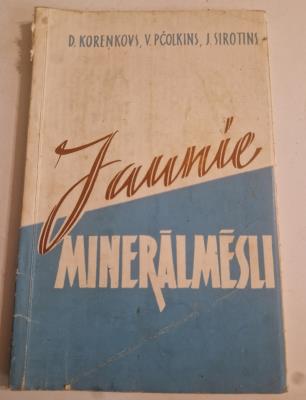 D. KORENKOVS, V. PČOLKINS, J. SIROTINS
Jaunie
MINERĀLMĒSLI